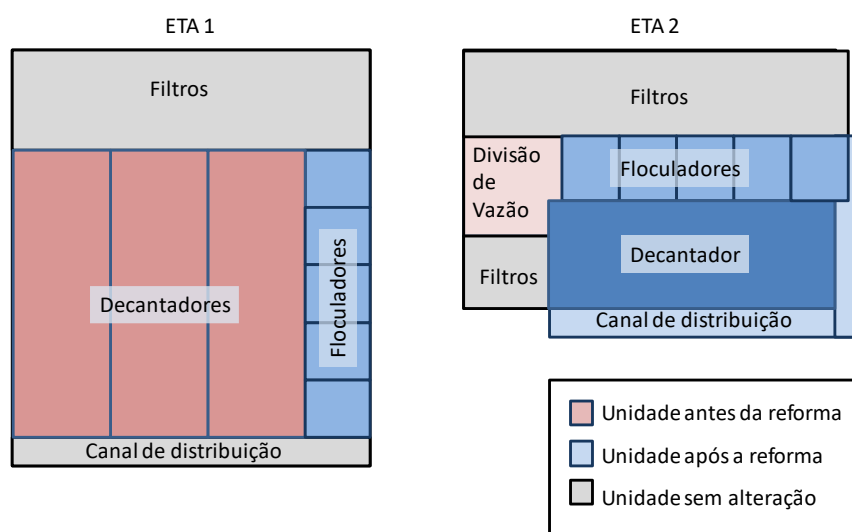 ETA 1
Filtros
Decantadores
Floculadores
Canal de distribuição
ETA 2
Filtros
Divisão
de
Vazão
Floculadores
Filtros
Decantador
Canal de distribuição
Unidade antes da reforma
Unidade após a reforma
Unidade sem alteração